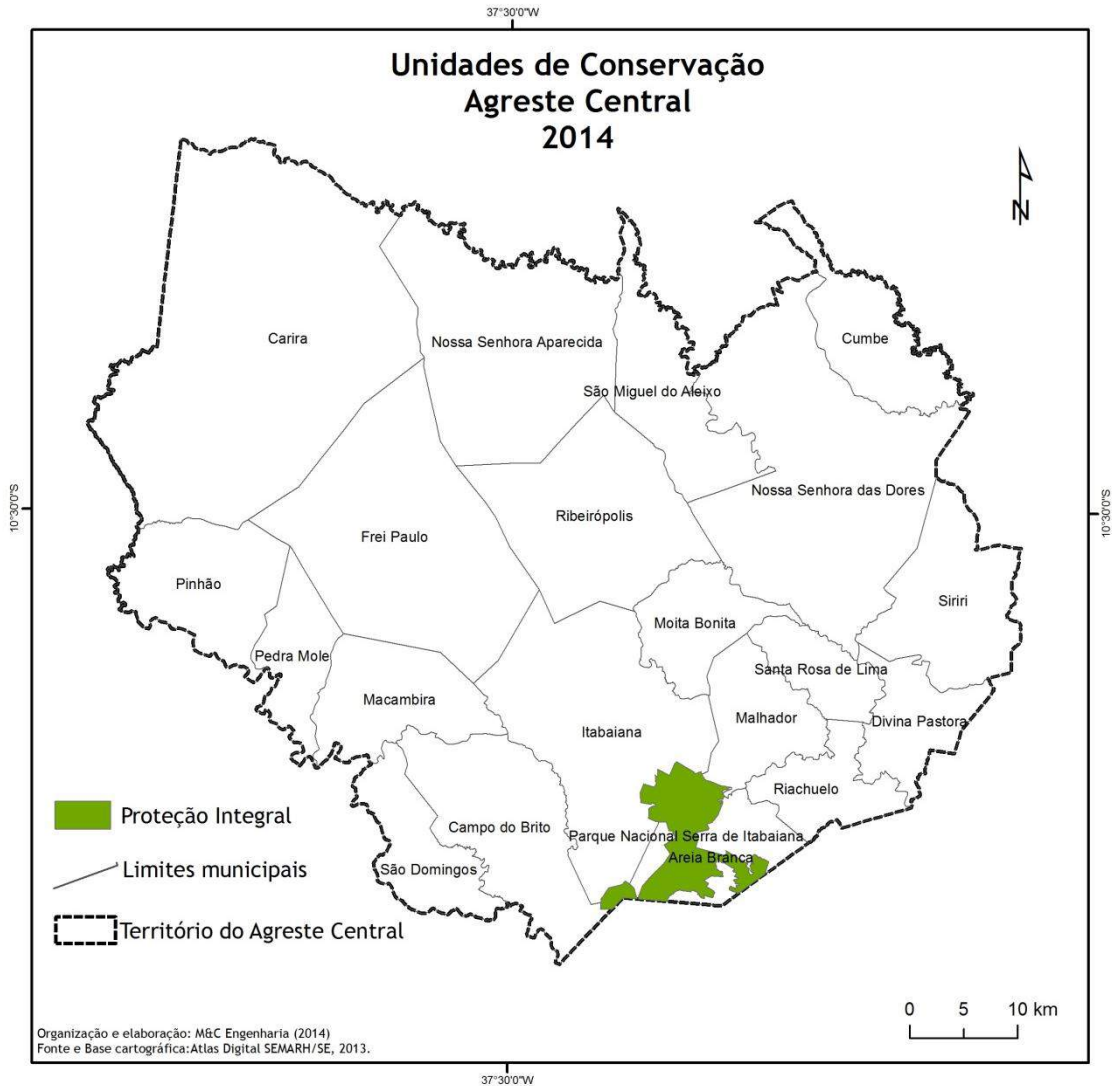 37°30'0"W
Unidades de Conservação
Agreste Central
2014
N
Cumbe
Carira
Nossa Senhora Aparecida
São Miguel do Aleixo
Nossa Senhora das Dores
10°30'0"S
10°30'0"S
Ribeirópolis
Frei Paulo
Pinhão
Siriri
Moita Bonita
Pedra Mole
Santa Rosa de Lima
Macambira
Malhador
Divina Pastora
Itabaiana
Riachuelo
Proteção Integral
Campo do Brito
Parque Nacional Serra de Itabaiana
Areia Branca
Limites municipais
São Domingos
Território do Agreste Central
0 5 10 km
Organização e elaboração: M&C Engenharia (2014)
Fonte e Base cartográfica:Atlas Digital SEMARH/SE, 2013.
37°30'0"W